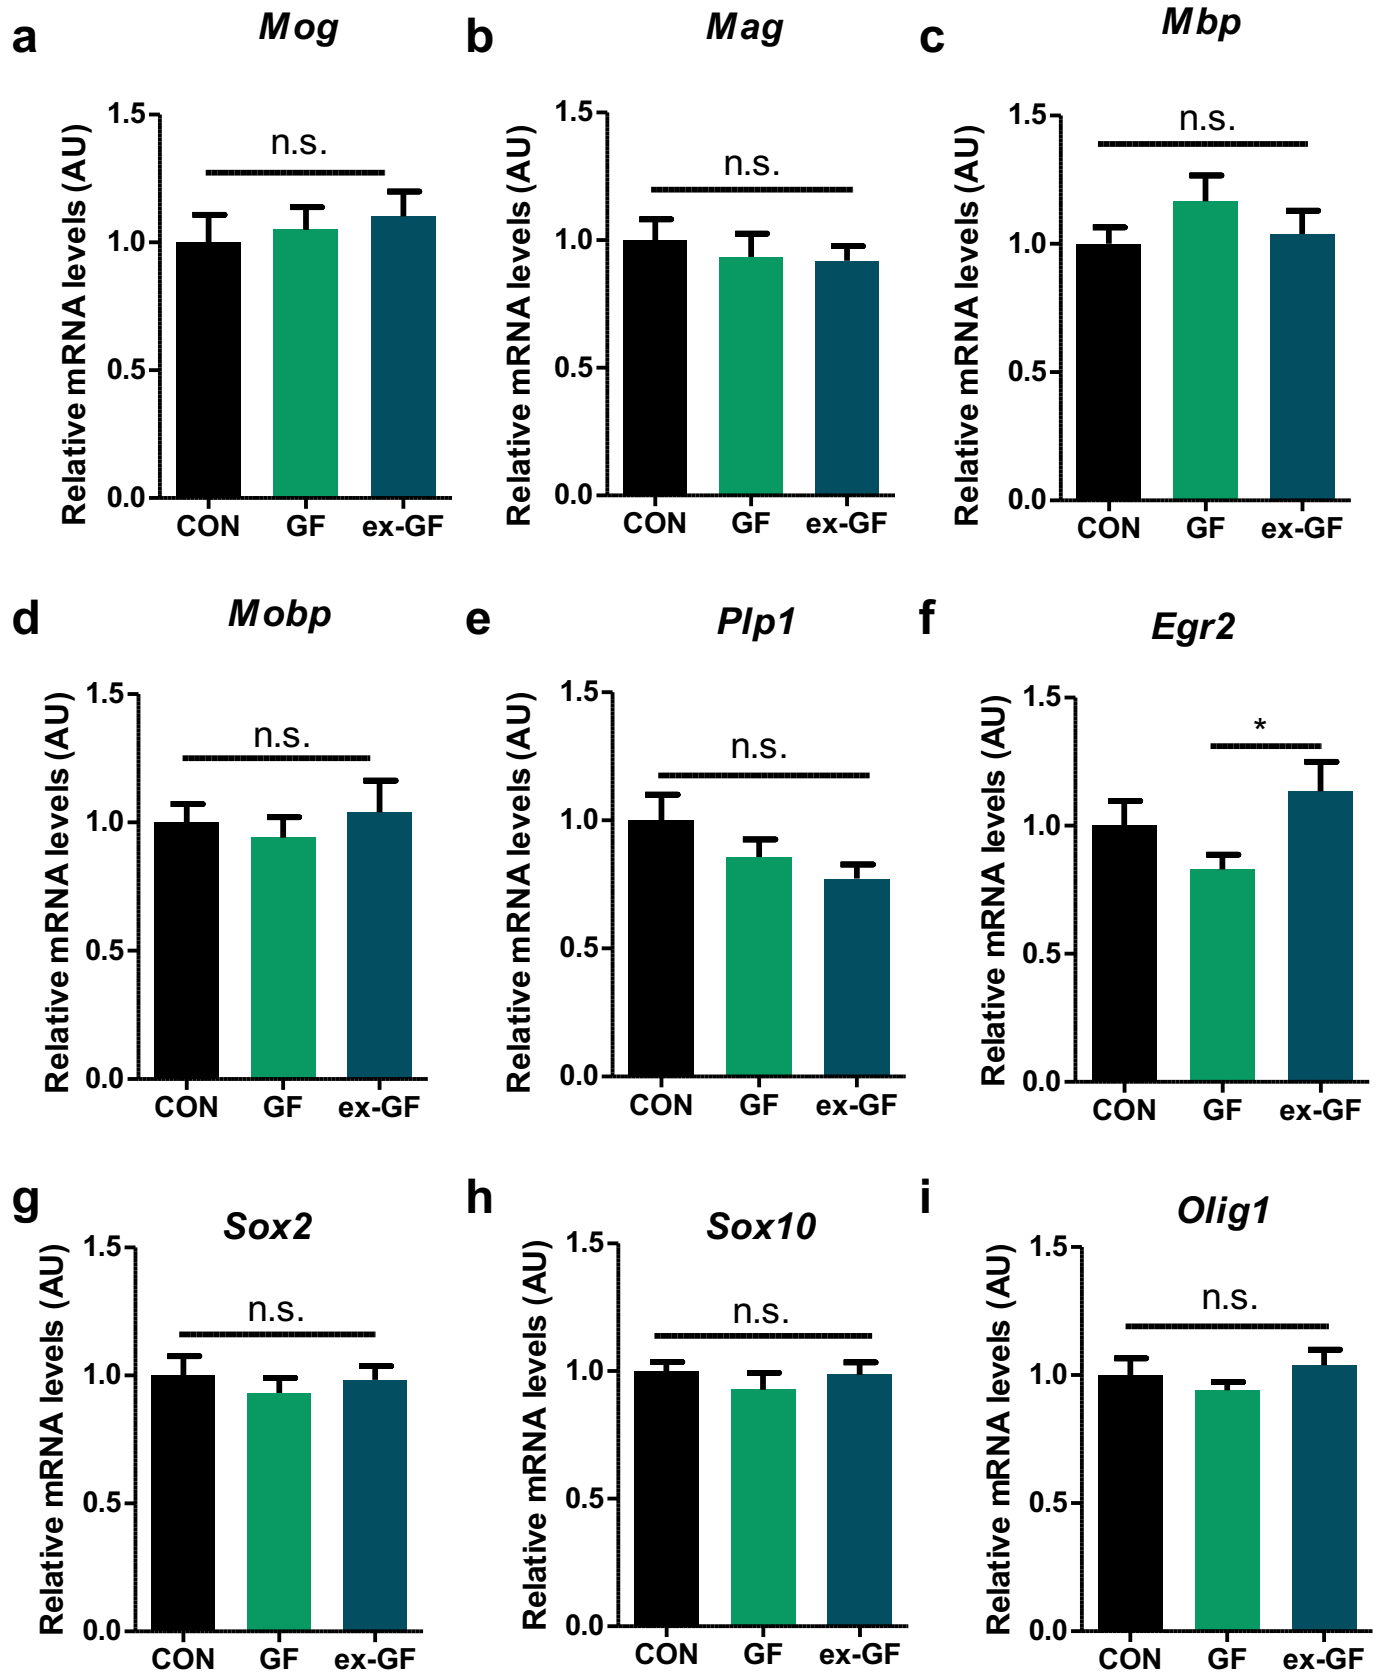 a
Mog
Relative mRNA levels (AU)
1.5
1.0
0.5
0.0
n.s.
CON GF ex-GF
b
Mag
Relative mRNA levels (AU)
1.5
1.0
0.5
0.0
n.s.
CON GF ex-GF
c
Mbp
Relative mRNA levels (AU)
1.5
1.0
0.5
0.0
n.s.
CON GF ex-GF
d
Mobp
Relative mRNA levels (AU)
1.5
1.0
0.5
0.0
n.s.
CON GF ex-GF
e
Plp1
Relative mRNA levels (AU)
1.5
1.0
0.5
0.0
n.s.
CON GF ex-GF
f
Egr2
Relative mRNA levels (AU)
1.5
1.0
0.5
0.0
*
CON GF ex-GF
g
Sox2
Relative mRNA levels (AU)
1.5
1.0
0.5
0.0
n.s.
CON GF ex-GF
h
Sox10
Relative mRNA levels (AU)
1.5
1.0
0.5
0.0
n.s.
CON GF ex-GF
i
Olig1
Relative mRNA levels (AU)
1.5
1.0
0.5
0.0
n.s.
CON GF ex-GF